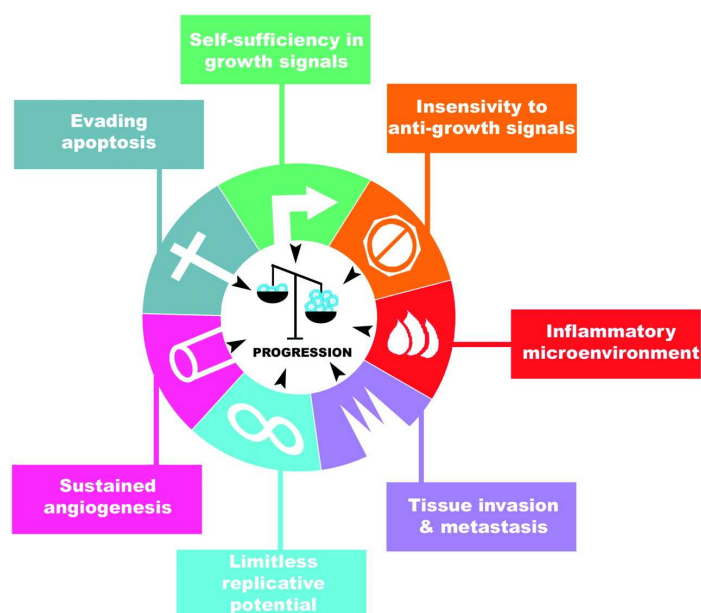 Self-sufficiency in
growth signals
Evading
apoptosis
Insensivity to
anti-growth signals
PROGRESSION
Inflammatory
microenvironment
Sustained
angiogenesis
Tissue invasion
& metastasis
Limitless
replicative
potential